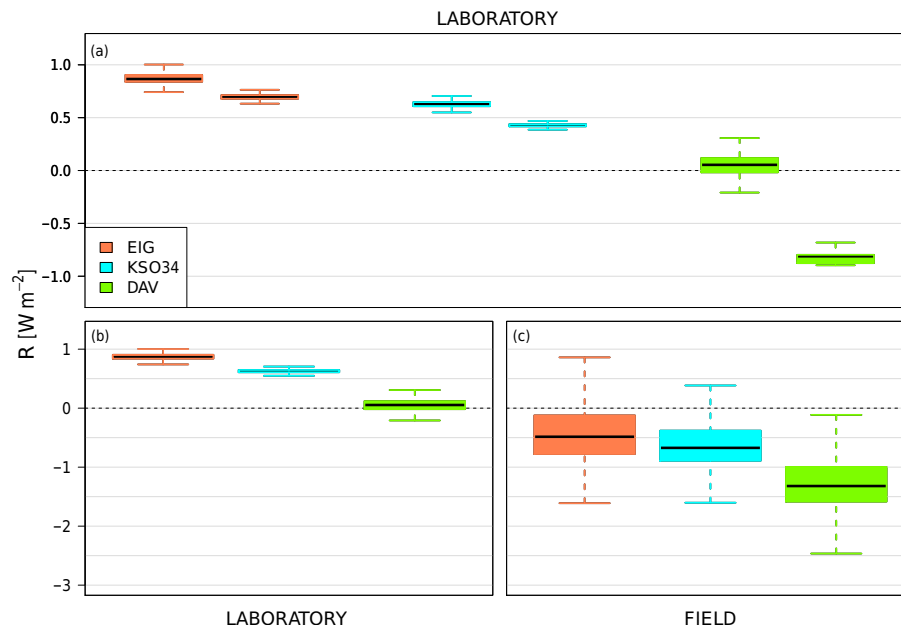 LABORATORY
(a)
1.0
0.5
0.0
−0.5
−1.0
EIG
KSO34
DAV
R [W m−2]
(b)
1
0
−1
−2
−3
(c)
LABORATORY
FIELD